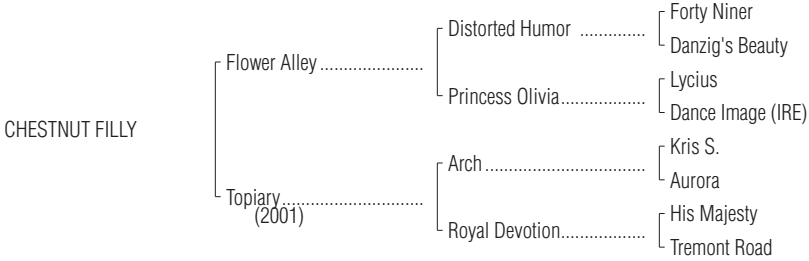 Forty Niner
Distorted Humor ..............
Danzig's Beauty
Flower Alley ......................
Lycius
Princess Olivia..................
Dance Image (IRE)
CHESTNUT FILLY
Kris S.
Arch ..................................
Aurora
Topiary..............................
(2001)
His Majesty
Royal Devotion..................
Tremont Road